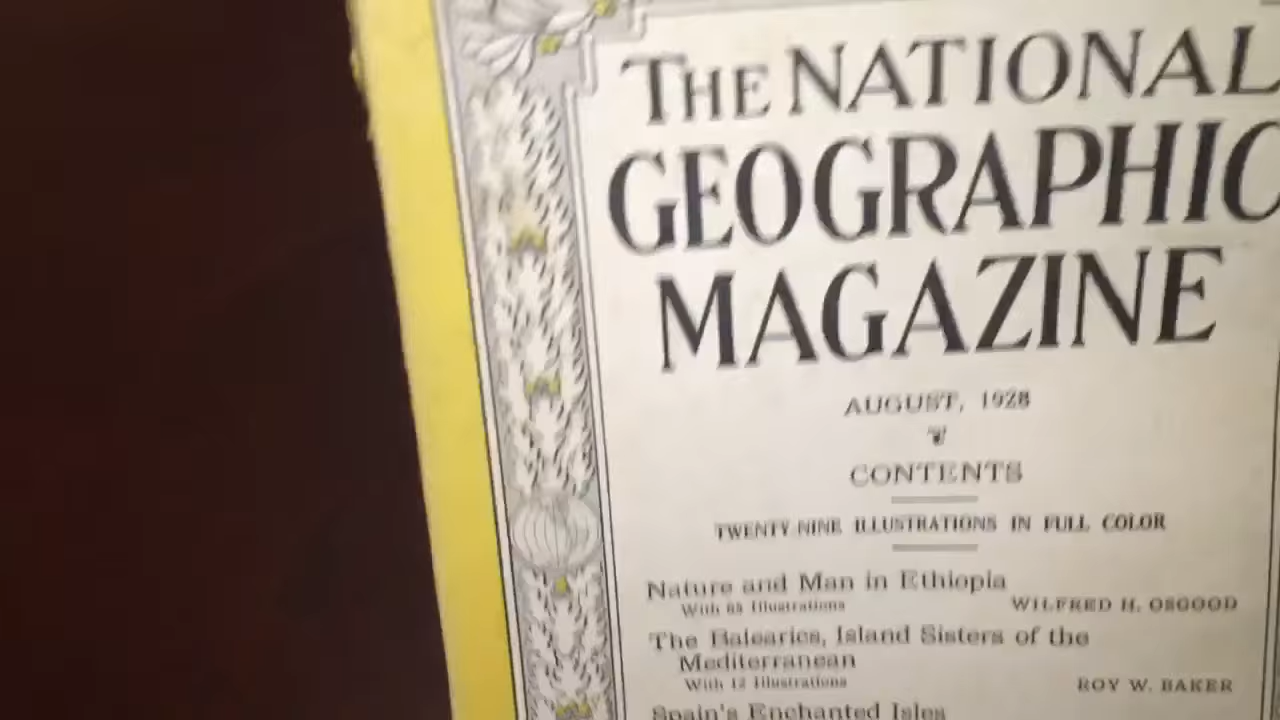 THE NATIONAL
GEOGRAPHIC
MAGAZINE
AUGUST, 1928
CONTENTS
TWENTY-NINE ILLUSTRATIONS IN FULL COLOR
Nature and Man in Ethiopia
With Illustrations WILFRED H. OSGOOD
The Balearics, Island Sisters of the
Mediterranean
With 12 Illustrations ROY W. BAKER
Spain's Enchanted Isles